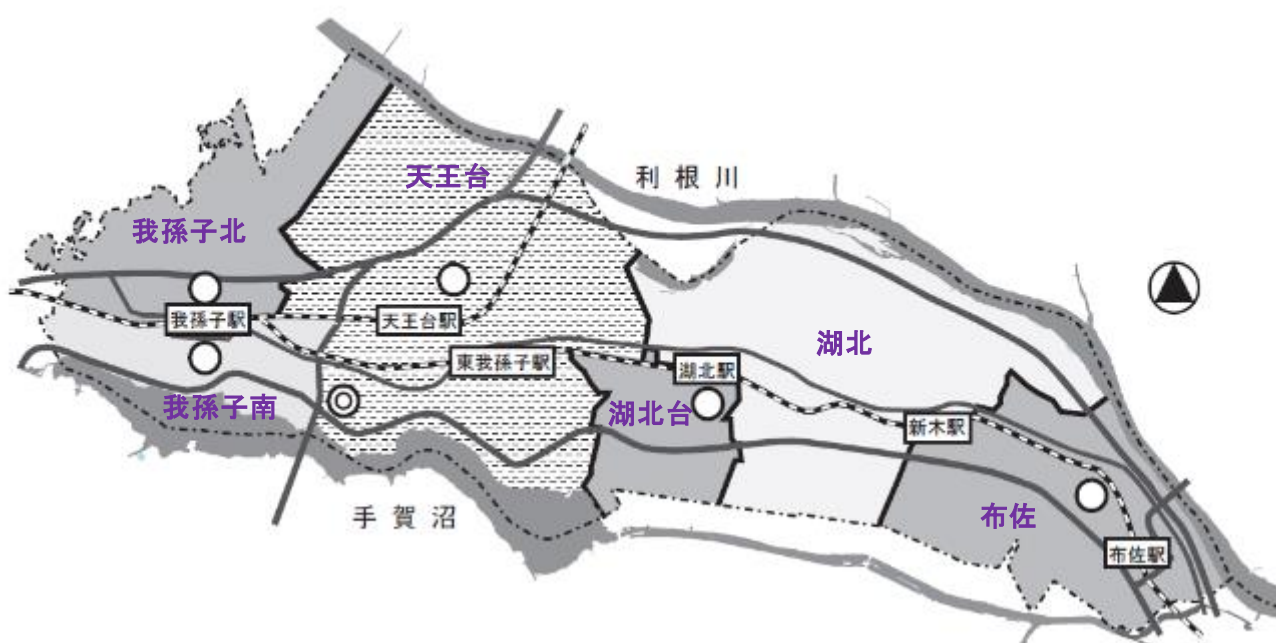 天王台
利根川
我孫子北
我孫子駅
天王台駅
湖北
東我孫子駅
湖北駅
我孫子南
湖北台
新木駅
手賀沼
布佐
布佐駅